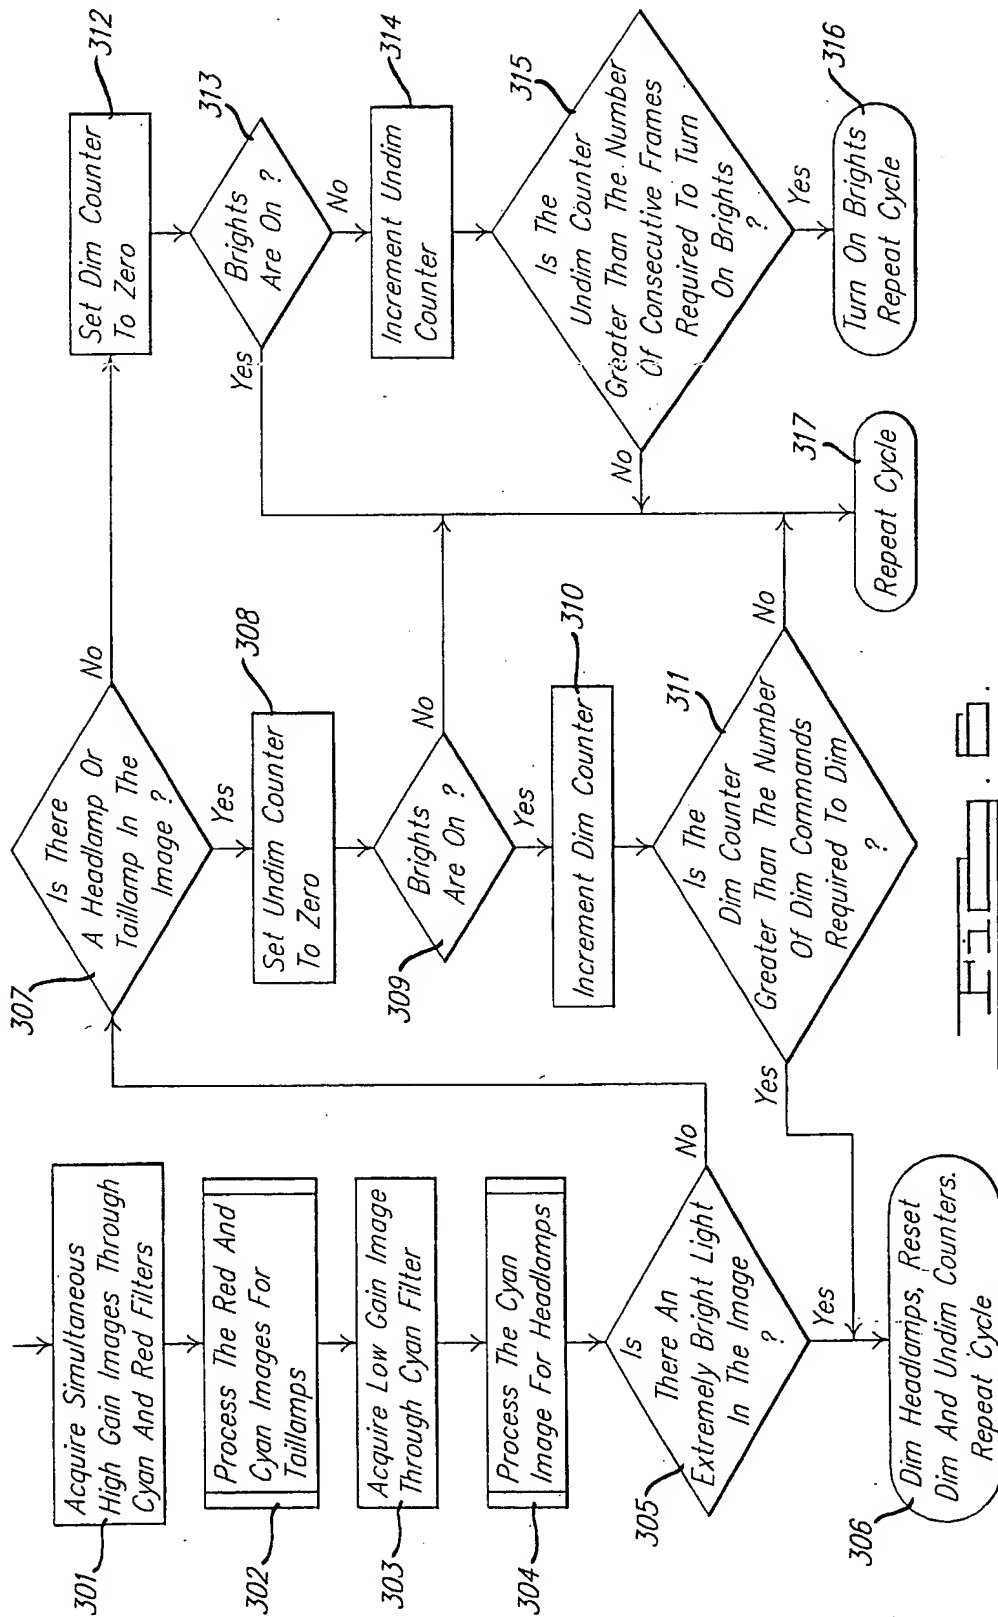 301
Acquire Simultaneous
High Gain Images Through
Cyan And Red Filters
302
Process The Red And
Cyan Images For
Taillamps
303
Acquire Low Gain Image
Through Cyan Filter
304
Process The Cyan
Image For Headlamps
305
Is
There An
Extremely Bright Light
In The Image
?
No
Yes
306
Dim Headlamps, Reset
Dim And Undim Counters.
Repeat Cycle
307
Is There
A Headlamp Or
Taillamp In The
Image ?
No
Yes
308
Set Undim Counter
To Zero
309
Brights
Are On ?
No
Yes
310
Increment Dim Counter
311
Is The
Dim Counter
Greater Than The Number
Of Dim Commands
Required To Dim
?
Yes
No
312
Set Dim Counter
To Zero
313
Brights
Are On ?
Yes
No
314
Increment Undim
Counter
315
Is The
Undim Counter
Greater Than The Number
Of Consecutive Frames
Required To Turn
On Brights
?
No
Yes
316
Turn On Brights
Repeat Cycle
317
Repeat Cycle